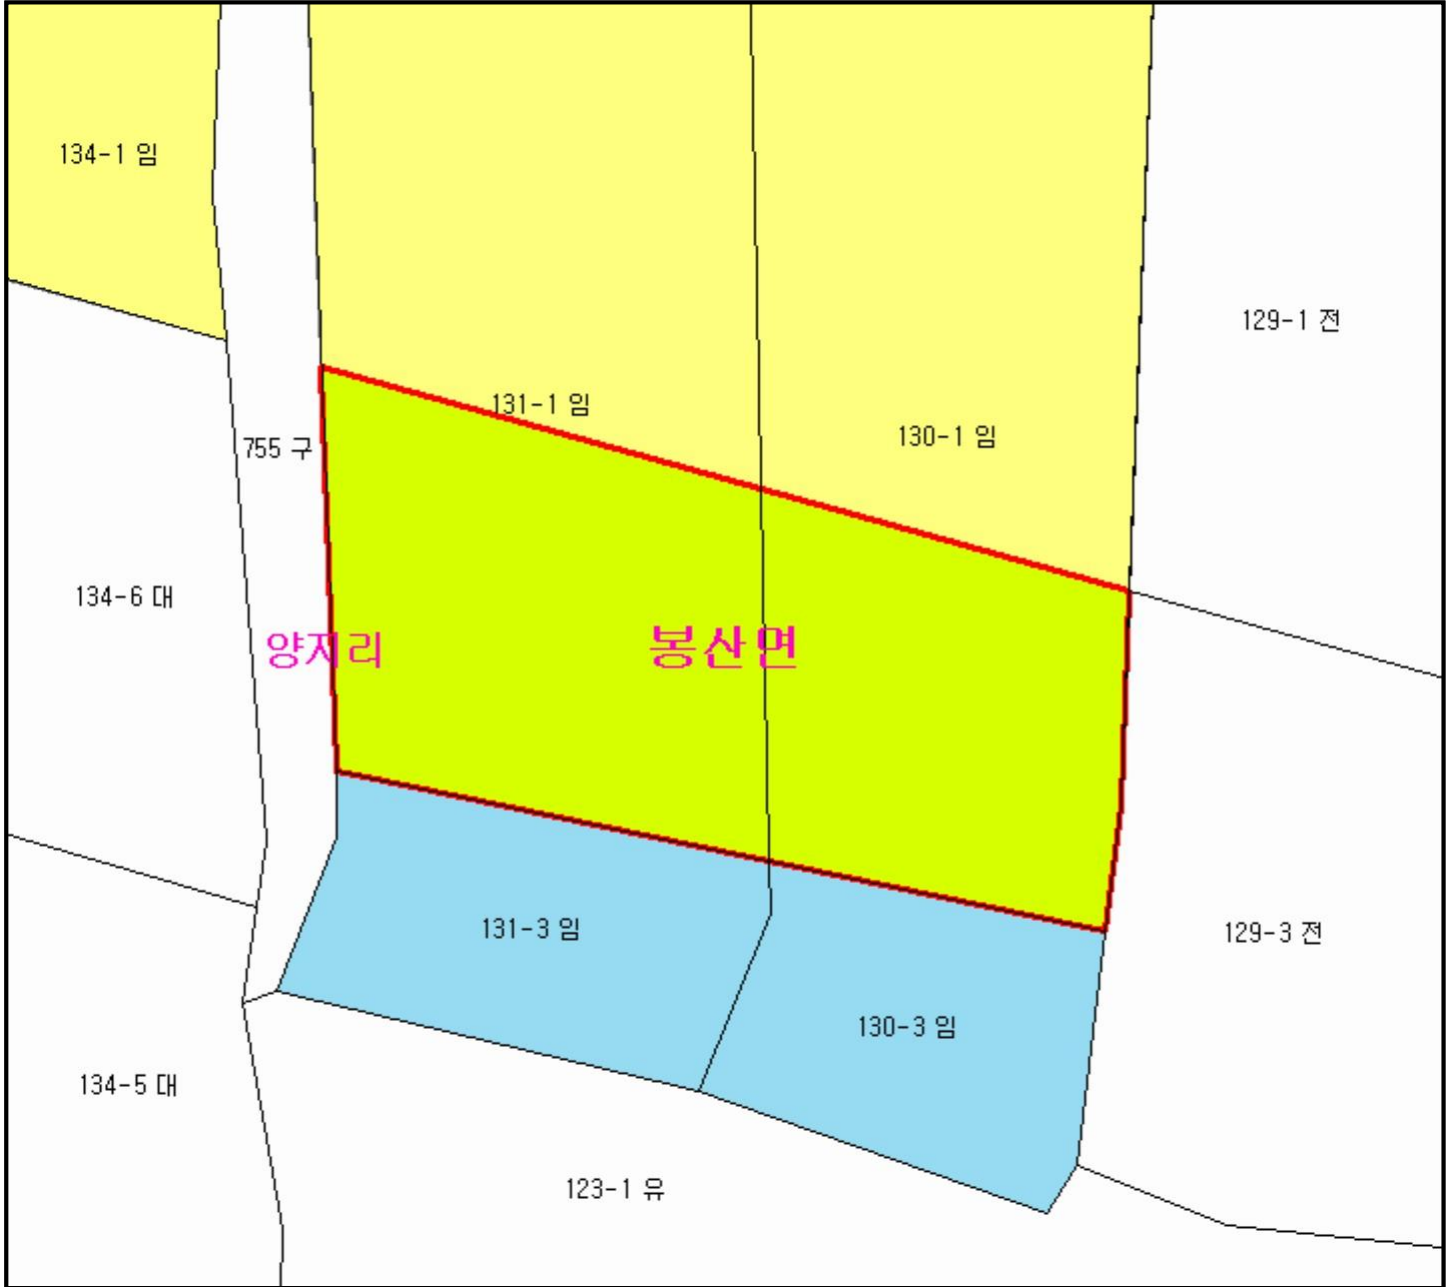 134-1 임
129-1 전
131-1 임
130-1 임
755 구
134-6 대
양지리
봉산면
131-3 임
129-3 전
130-3 임
134-5 대
123-1 유